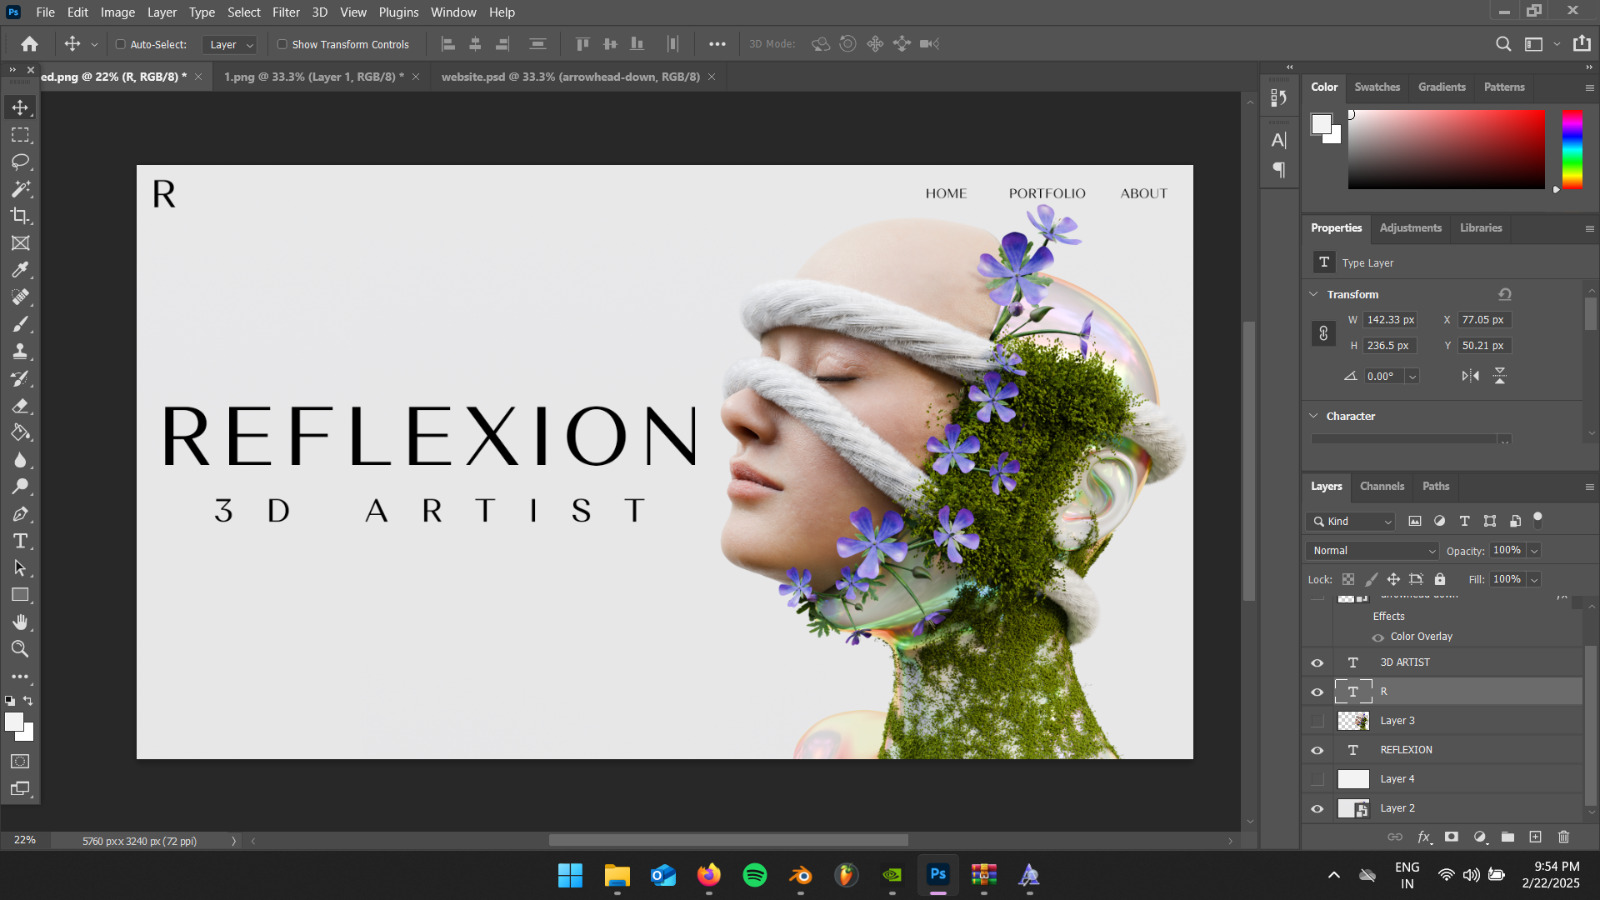 Ps File Edit Image Layer Type Select Filter 3D View Plugins Window Help
Auto-Select: Layer Show Transform Controls 3D Mode:
ed.png @ 22% (R, RGB/8) * × 1.png @ 33.3% (Layer 1, RGB/8) * × website.psd @ 33.3% (arrowhead-down, RGB/8) ×
R
HOME PORTFOLIO ABOUT
REFLEXION
3D ARTIST
Color Swatches Gradients Patterns
Properties Adjustments Libraries
T Type Layer
Transform
W 142.33 px X 77.05 px
H 236.5 px Y 50.21 px
0.00°
Character
Layers Channels Paths
Kind
Normal Opacity: 100%
Lock: Fill: 100%
Effects
Color Overlay
T 3D ARTIST
T R
Layer 3
T REFLEXION
Layer 4
Layer 2
22% 5760 px x 3240 px (72 ppi)
Ps
ENG
IN
9:54 PM
2/22/2025